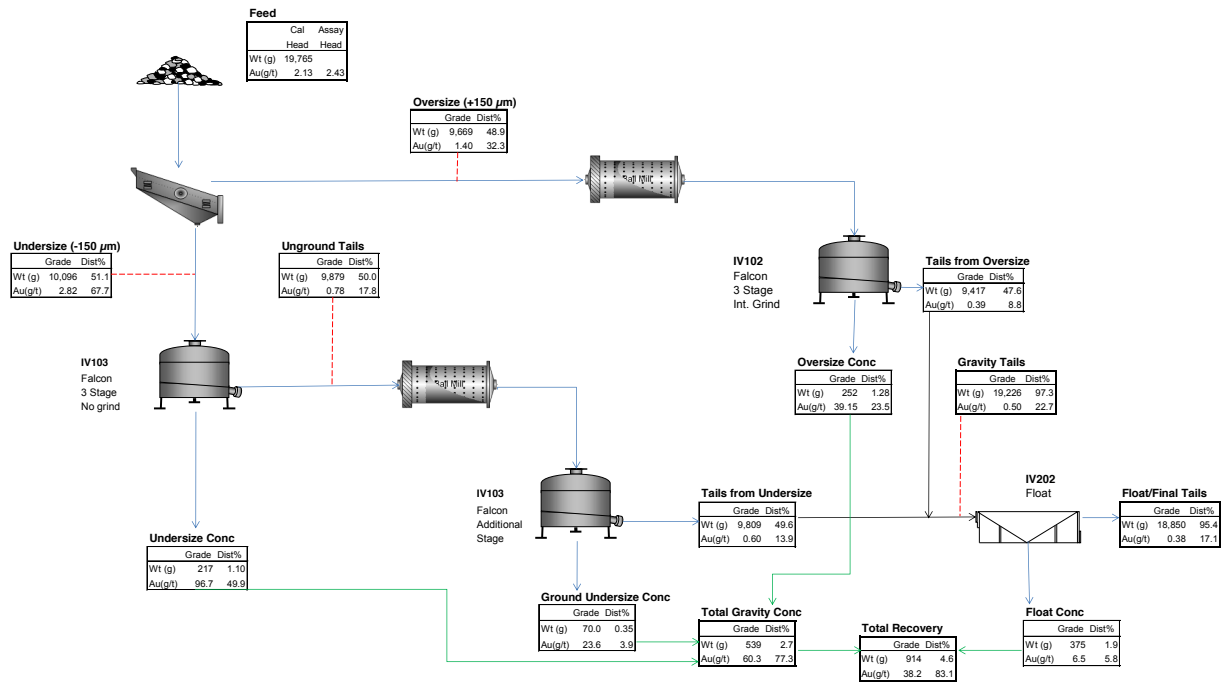 Feed
Cal Assay
Head Head
Wt (g) 19,765
Au(g/t) 2.13 2.43
Oversize (+150 µm)
Grade Dist%
Wt (g) 9,669 48.9
Au(g/t) 1.40 32.3
Ball Mill
Undersize (-150 µm)
Grade Dist%
Wt (g) 10,096 51.1
Au(g/t) 2.82 67.7
Unground Tails
Grade Dist%
Wt (g) 9,879 50.0
Au(g/t) 0.78 17.8
IV102
Falcon
3 Stage
Int. Grind
Tails from Oversize
Grade Dist%
Wt (g) 9,417 47.6
Au(g/t) 0.39 8.8
IV103
Falcon
3 Stage
No grind
Ball Mill
Oversize Conc
Grade Dist%
Wt (g) 252 1.28
Au(g/t) 39.15 23.5
Gravity Tails
Grade Dist%
Wt (g) 19,226 97.3
Au(g/t) 0.50 22.7
IV103
Falcon
Additional
Stage
Tails from Undersize
Grade Dist%
Wt (g) 9,809 49.6
Au(g/t) 0.60 13.9
IV202
Float
Float/Final Tails
Grade Dist%
Wt (g) 18,850 95.4
Au(g/t) 0.38 17.1
Undersize Conc
Grade Dist%
Wt (g) 217 1.10
Au(g/t) 96.7 49.9
Ground Undersize Conc
Grade Dist%
Wt (g) 70.0 0.35
Au(g/t) 23.6 3.9
Total Gravity Conc
Grade Dist%
Wt (g) 539 2.7
Au(g/t) 60.3 77.3
Total Recovery
Grade Dist%
Wt (g) 914 4.6
Au(g/t) 38.2 83.1
Float Conc
Grade Dist%
Wt (g) 375 1.9
Au(g/t) 6.5 5.8